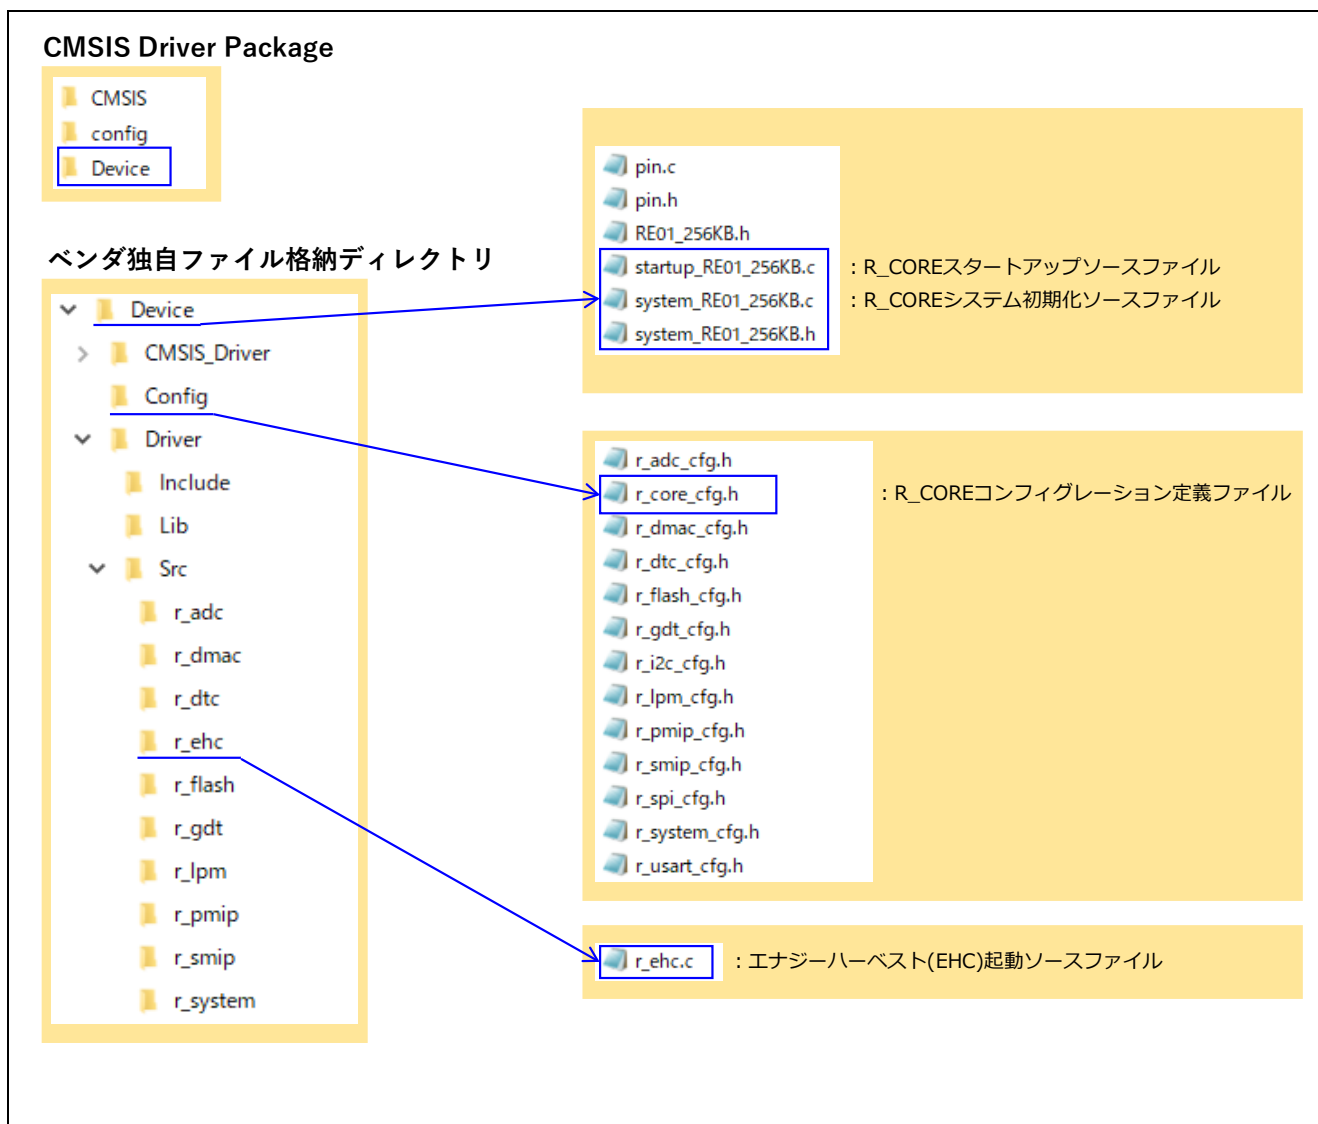 CMSIS Driver Package
CMSIS
config
Device
ベンダ独自ファイル格納ディレクトリ
Device
CMSIS_Driver
Config
Driver
Include
Lib
Src
r_adc
r_dmac
r_dtc
r_ehc
r_flash
r_gdt
r_lpm
r_pmip
r_smip
r_system
pin.c
pin.h
RE01_256KB.h
startup_RE01_256KB.c ：R_COREスタートアップソースファイル
system_RE01_256KB.c ：R_COREシステム初期化ソースファイル
system_RE01_256KB.h
r_adc_cfg.h
r_core_cfg.h ：R_COREコンフィグレーション定義ファイル
r_dmac_cfg.h
r_dtc_cfg.h
r_flash_cfg.h
r_gdt_cfg.h
r_i2c_cfg.h
r_lpm_cfg.h
r_pmip_cfg.h
r_smip_cfg.h
r_spi_cfg.h
r_system_cfg.h
r_usart_cfg.h
r_ehc.c ：エナジーハーベスト(EHC)起動ソースファイル